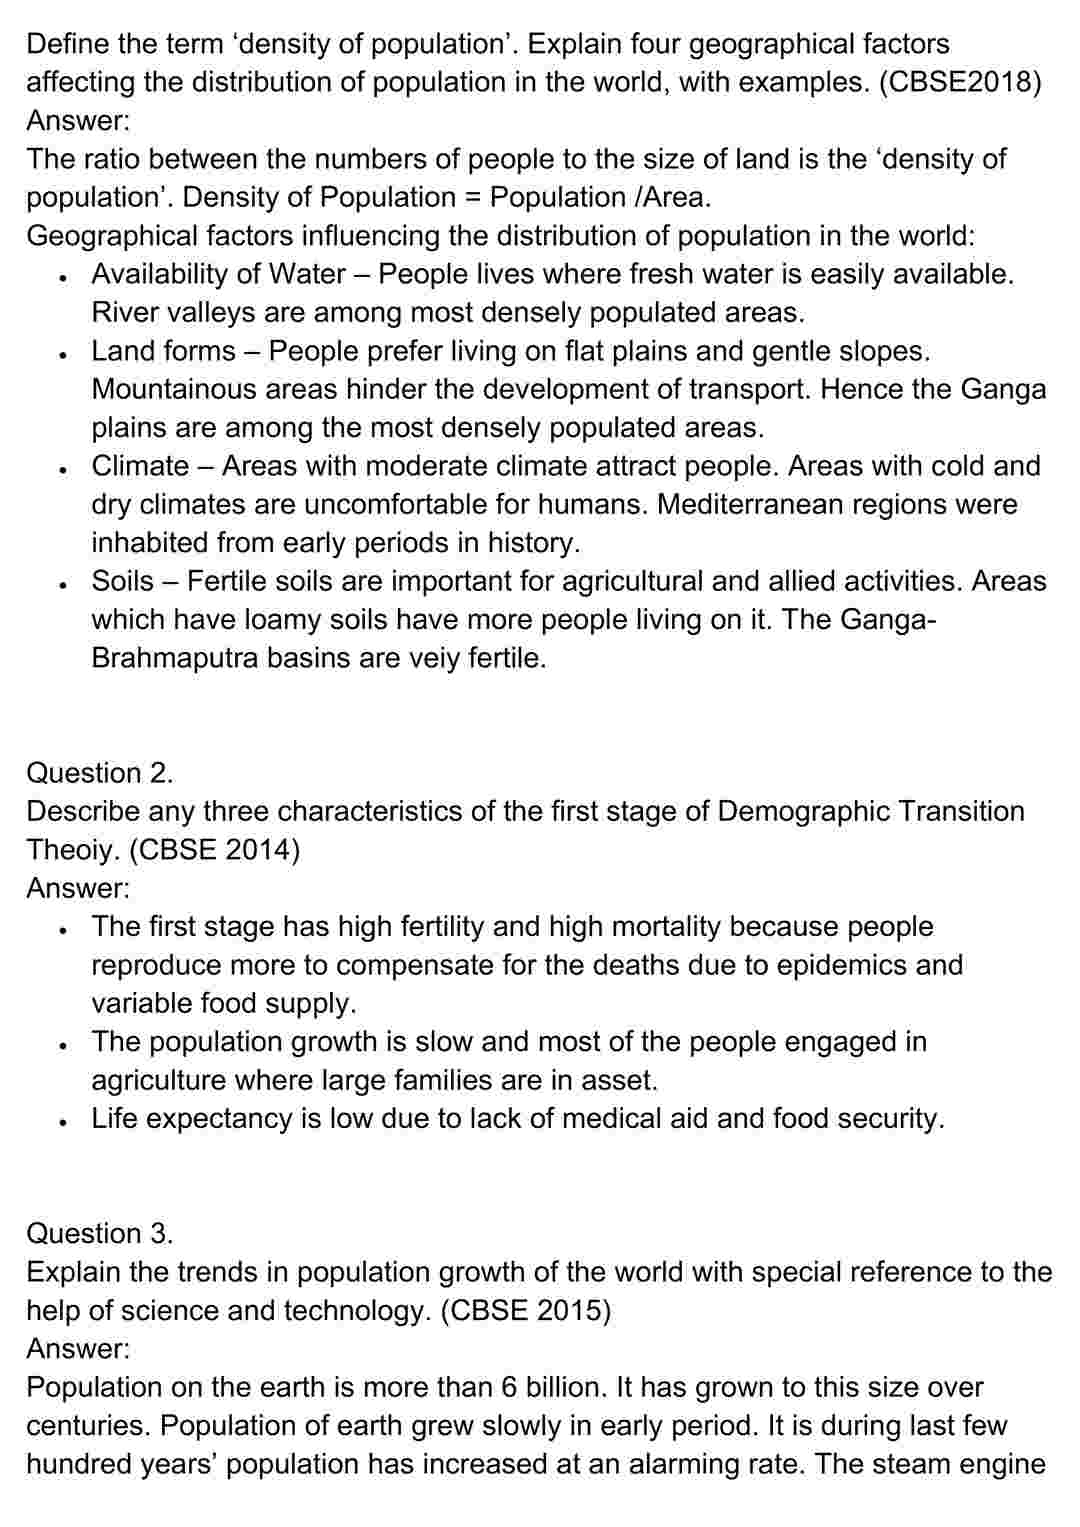 Define the term ‘density of population’. Explain four geographical factors
affecting the distribution of population in the world, with examples. (CBSE2018)
Answer:
The ratio between the numbers of people to the size of land is the ‘density of
population’. Density of Population = Population /Area.
Geographical factors influencing the distribution of population in the world:
• Availability of Water – People lives where fresh water is easily available.
River valleys are among most densely populated areas.
• Land forms – People prefer living on flat plains and gentle slopes.
Mountainous areas hinder the development of transport. Hence the Ganga
plains are among the most densely populated areas.
• Climate – Areas with moderate climate attract people. Areas with cold and
dry climates are uncomfortable for humans. Mediterranean regions were
inhabited from early periods in history.
• Soils – Fertile soils are important for agricultural and allied activities. Areas
which have loamy soils have more people living on it. The Ganga-
Brahmaputra basins are veiy fertile.
Question 2.
Describe any three characteristics of the first stage of Demographic Transition
Theoiy. (CBSE 2014)
Answer:
• The first stage has high fertility and high mortality because people
reproduce more to compensate for the deaths due to epidemics and
variable food supply.
• The population growth is slow and most of the people engaged in
agriculture where large families are in asset.
• Life expectancy is low due to lack of medical aid and food security.
Question 3.
Explain the trends in population growth of the world with special reference to the
help of science and technology. (CBSE 2015)
Answer:
Population on the earth is more than 6 billion. It has grown to this size over
centuries. Population of earth grew slowly in early period. It is during last few
hundred years’ population has increased at an alarming rate. The steam engine